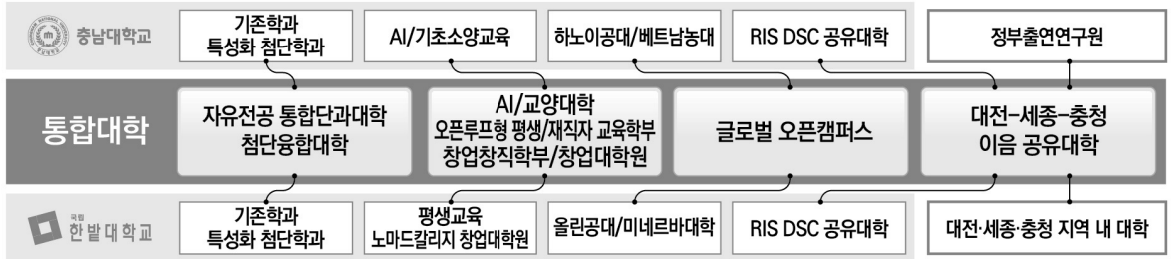 충남대학교
기존학과
특성화 첨단학과
AI/기초소양교육
하노이공대/베트남농대
RIS DSC 공유대학
정부출연연구원
통합대학
자유전공 통합단과대학
첨단융합대학
AI/교양대학
오픈루프형 평생/재직자 교육학부
창업창직학부/창업대학원
글로벌 오픈캠퍼스
대전-세종-충청
이음 공유대학
국립
한밭대학교
기존학과
특성화 첨단학과
평생교육
노마드칼리지 창업대학원
올린공대/미네르바대학
RIS DSC 공유대학
대전·세종·충청 지역 내 대학